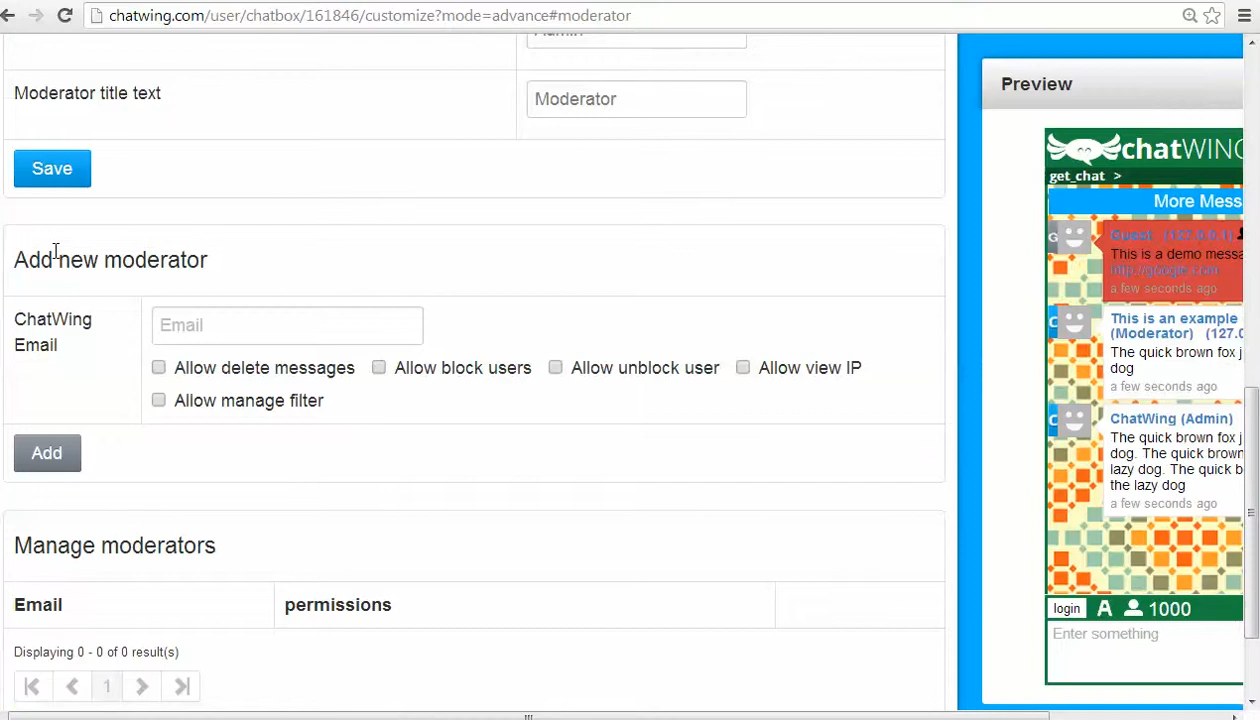 chatwing.com/user/chatbox/161846/customize?mode=advance#moderator
Admin
Moderator title text
Moderator
Save
Add new moderator
ChatWing
Email
Email
Allow delete messages
Allow block users
Allow unblock user
Allow view IP
Allow manage filter
Add
Manage moderators
Email
permissions
Displaying 0 - 0 of 0 result(s)
1
Preview
chatWING
get_chat >
More Mess
Guest (127.0.0.1)
This is a demo messa
http://google.com
a few seconds ago
This is an example
(Moderator) (127.0
The quick brown fox j
dog
a few seconds ago
ChatWing (Admin)
The quick brown fox j
dog. The quick brown
lazy dog. The quick b
the lazy dog
a few seconds ago
login
A
1000
Enter something